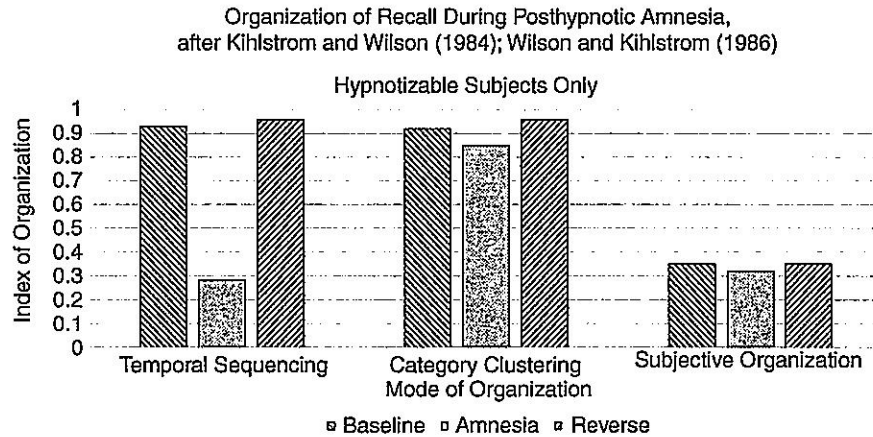 Organization of Recall During Posthypnotic Amnesia,
after Kihlstrom and Wilson (1984); Wilson and Kihlstrom (1986)
Hypnotizable Subjects Only
Index of Organization
1
0.9
0.8
0.7
0.6
0.5
0.4
0.3
0.2
0.1
0
Temporal Sequencing
Category Clustering
Subjective Organization
Mode of Organization
Baseline Amnesia Reverse